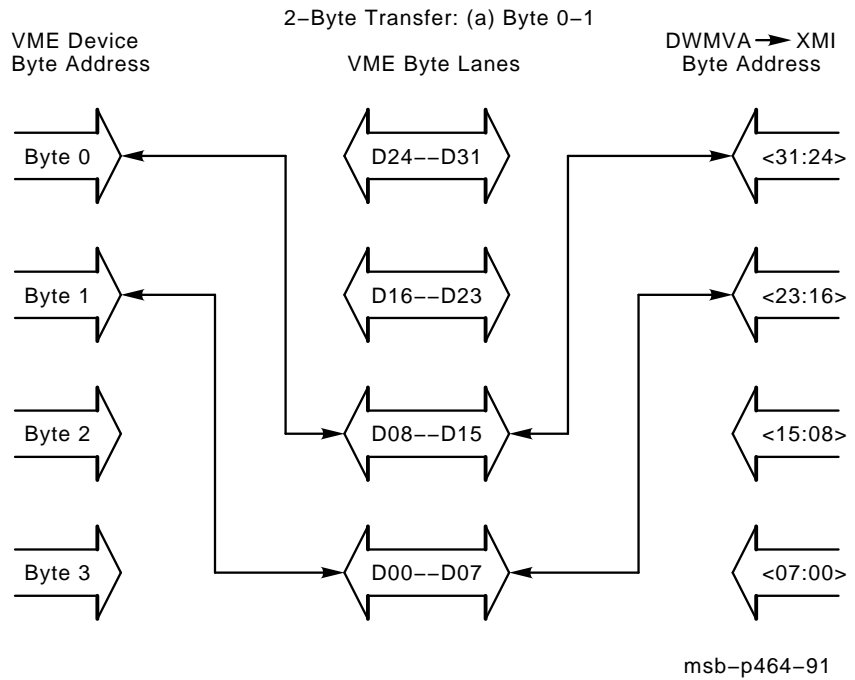 2−Byte Transfer: (a) Byte 0−1
VME Device
Byte Address
VME Byte Lanes
DWMVA → XMI
Byte Address
Byte 0
D24−−D31
<31:24>
Byte 1
D16−−D23
<23:16>
Byte 2
D08−−D15
<15:08>
Byte 3
D00−−D07
<07:00>
msb−p464−91